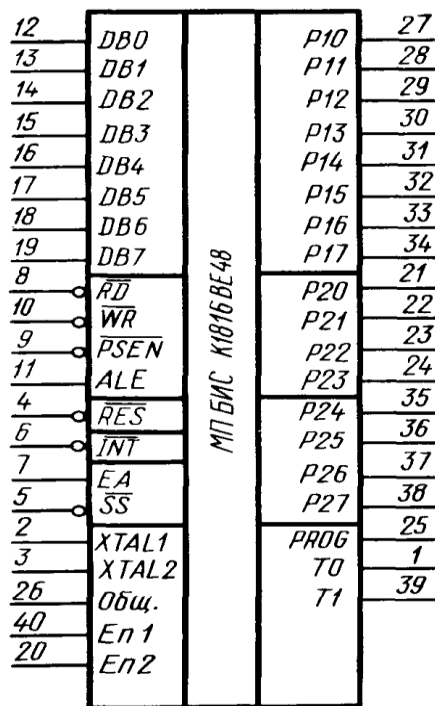 12 DB0 P10 27
13 DB1 P11 28
14 DB2 P12 29
15 DB3 P13 30
16 DB4 P14 31
17 DB5 P15 32
18 DB6 P16 33
19 DB7 P17 34
8 RD P20 21
10 WR P21 22
9 PSEN P22 23
11 ALE P23 24
4 RES P24 35
6 INT P25 36
7 EA P26 37
5 SS P27 38
2 XTAL1 PROG 25
3 XTAL2 T0 1
26 Общ. T1 39
40 Еп 1
20 Еп2
МП БИС К1816ВЕ48